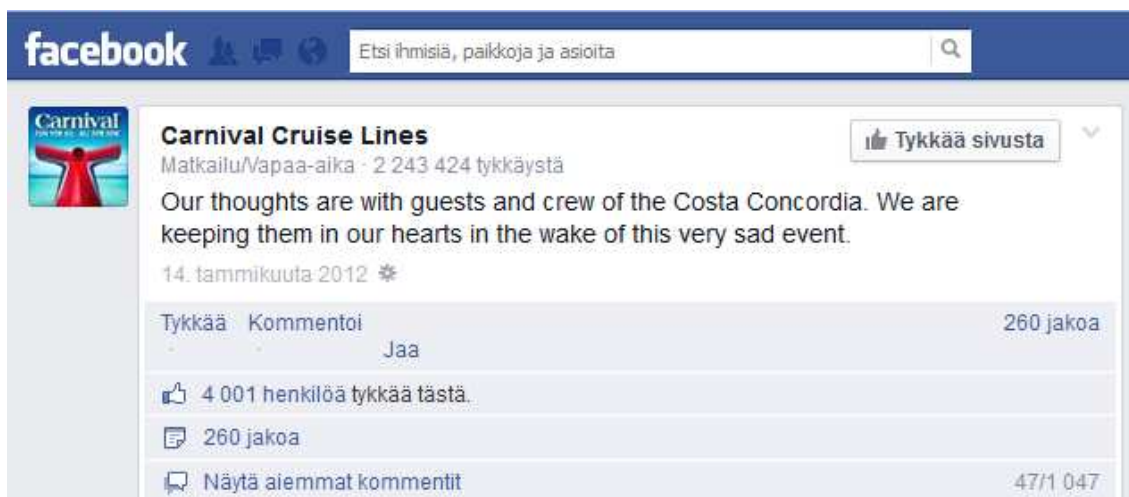 facebook Etsi ihmisiä, paikkoja ja asioita
Carnival
Carnival Cruise Lines
Tykkää sivusta
Matkailu/Vapaa-aika · 2 243 424 tykkäystä
Our thoughts are with guests and crew of the Costa Concordia. We are
keeping them in our hearts in the wake of this very sad event.
14. tammikuuta 2012
Tykkää Kommentoi 260 jakoa
· · Jaa
4 001 henkilöä tykkää tästä.
260 jakoa
Näytä aiemmat kommentit 47/1 047